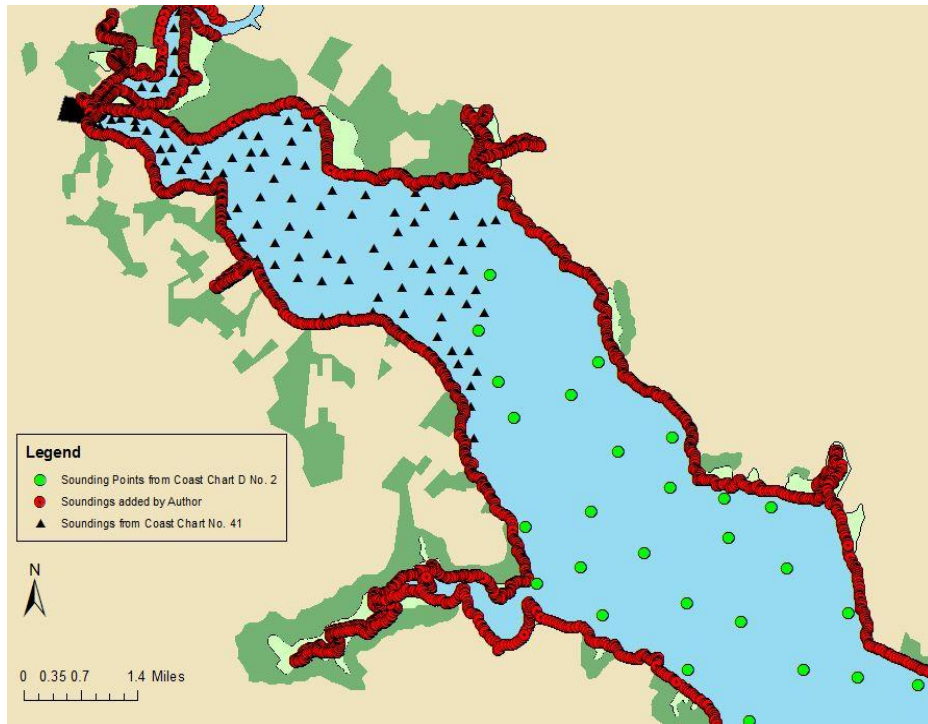 Legend
Sounding Points from Coast Chart D No. 2
Soundings added by Author
Soundings from Coast Chart No. 41
N
0 0.35 0.7 1.4 Miles